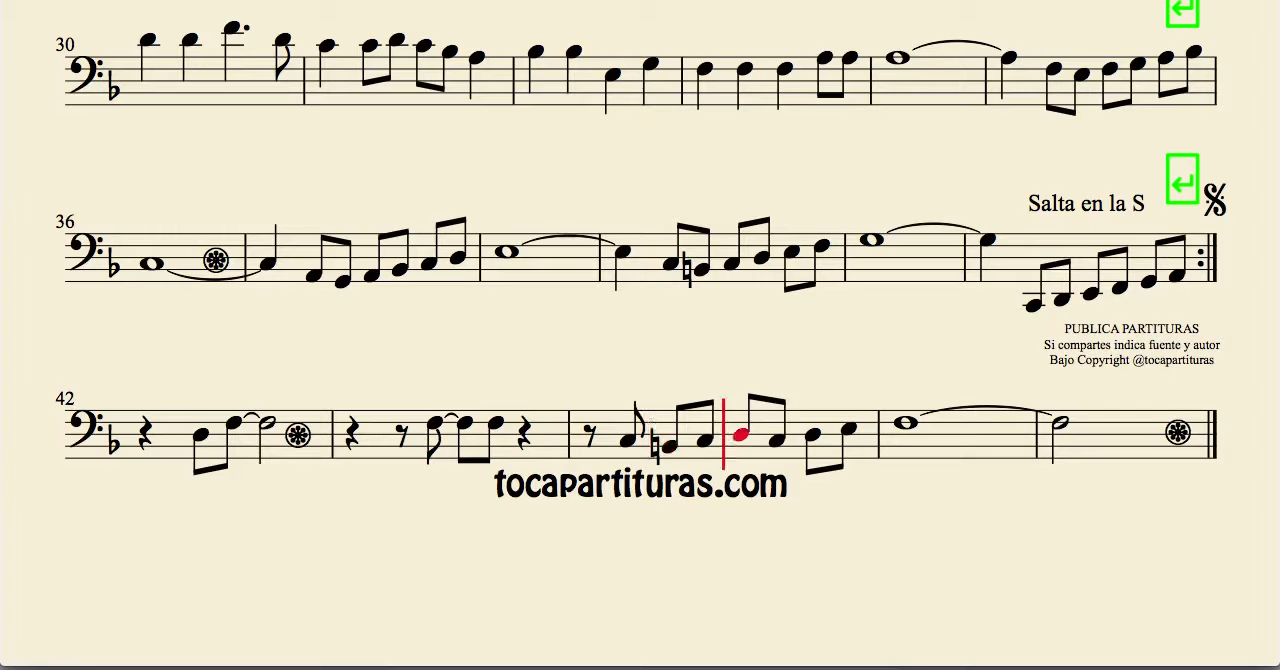 30
36
Salta en la S
PUBLICA PARTITURAS
Si compartes indica fuente y autor
Bajo Copyright @tocapartituras
42
tocapartituras.com